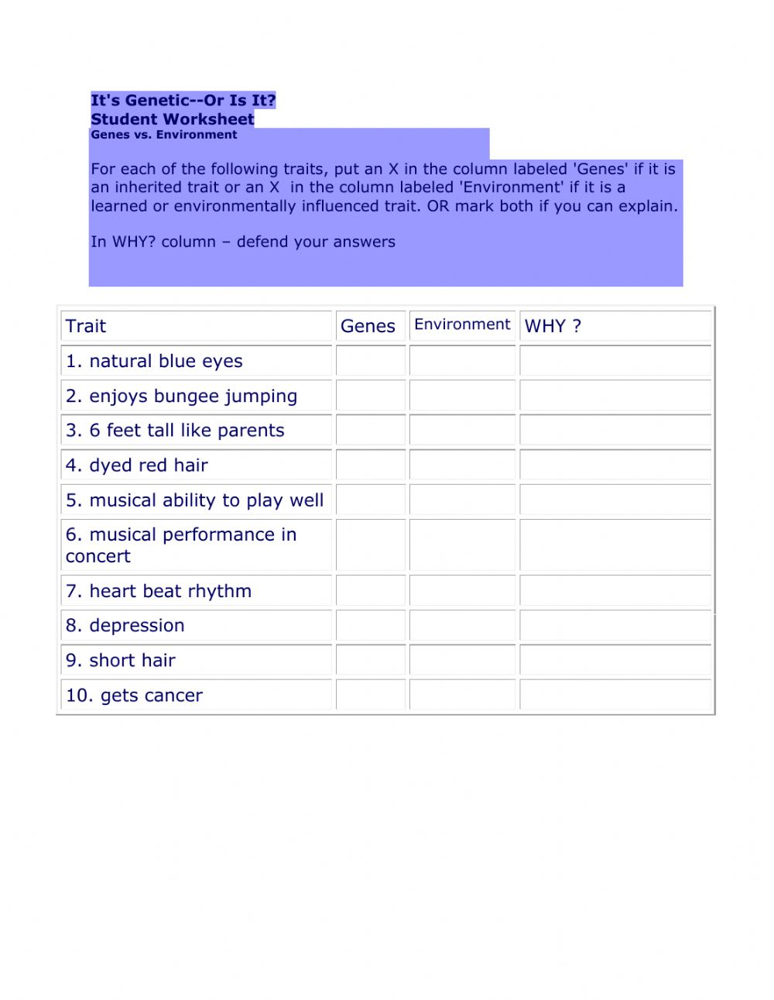 It's Genetic--Or Is It?
Student Worksheet
Genes vs. Environment
For each of the following traits, put an X in the column labeled 'Genes' if it is
an inherited trait or an X  in the column labeled 'Environment' if it is a
learned or environmentally influenced trait. OR mark both if you can explain.
In WHY? column – defend your answers
Trait Genes Environment WHY ?
1. natural blue eyes
2. enjoys bungee jumping
3. 6 feet tall like parents
4. dyed red hair
5. musical ability to play well
6. musical performance in
concert
7. heart beat rhythm
8. depression
9. short hair
10. gets cancer